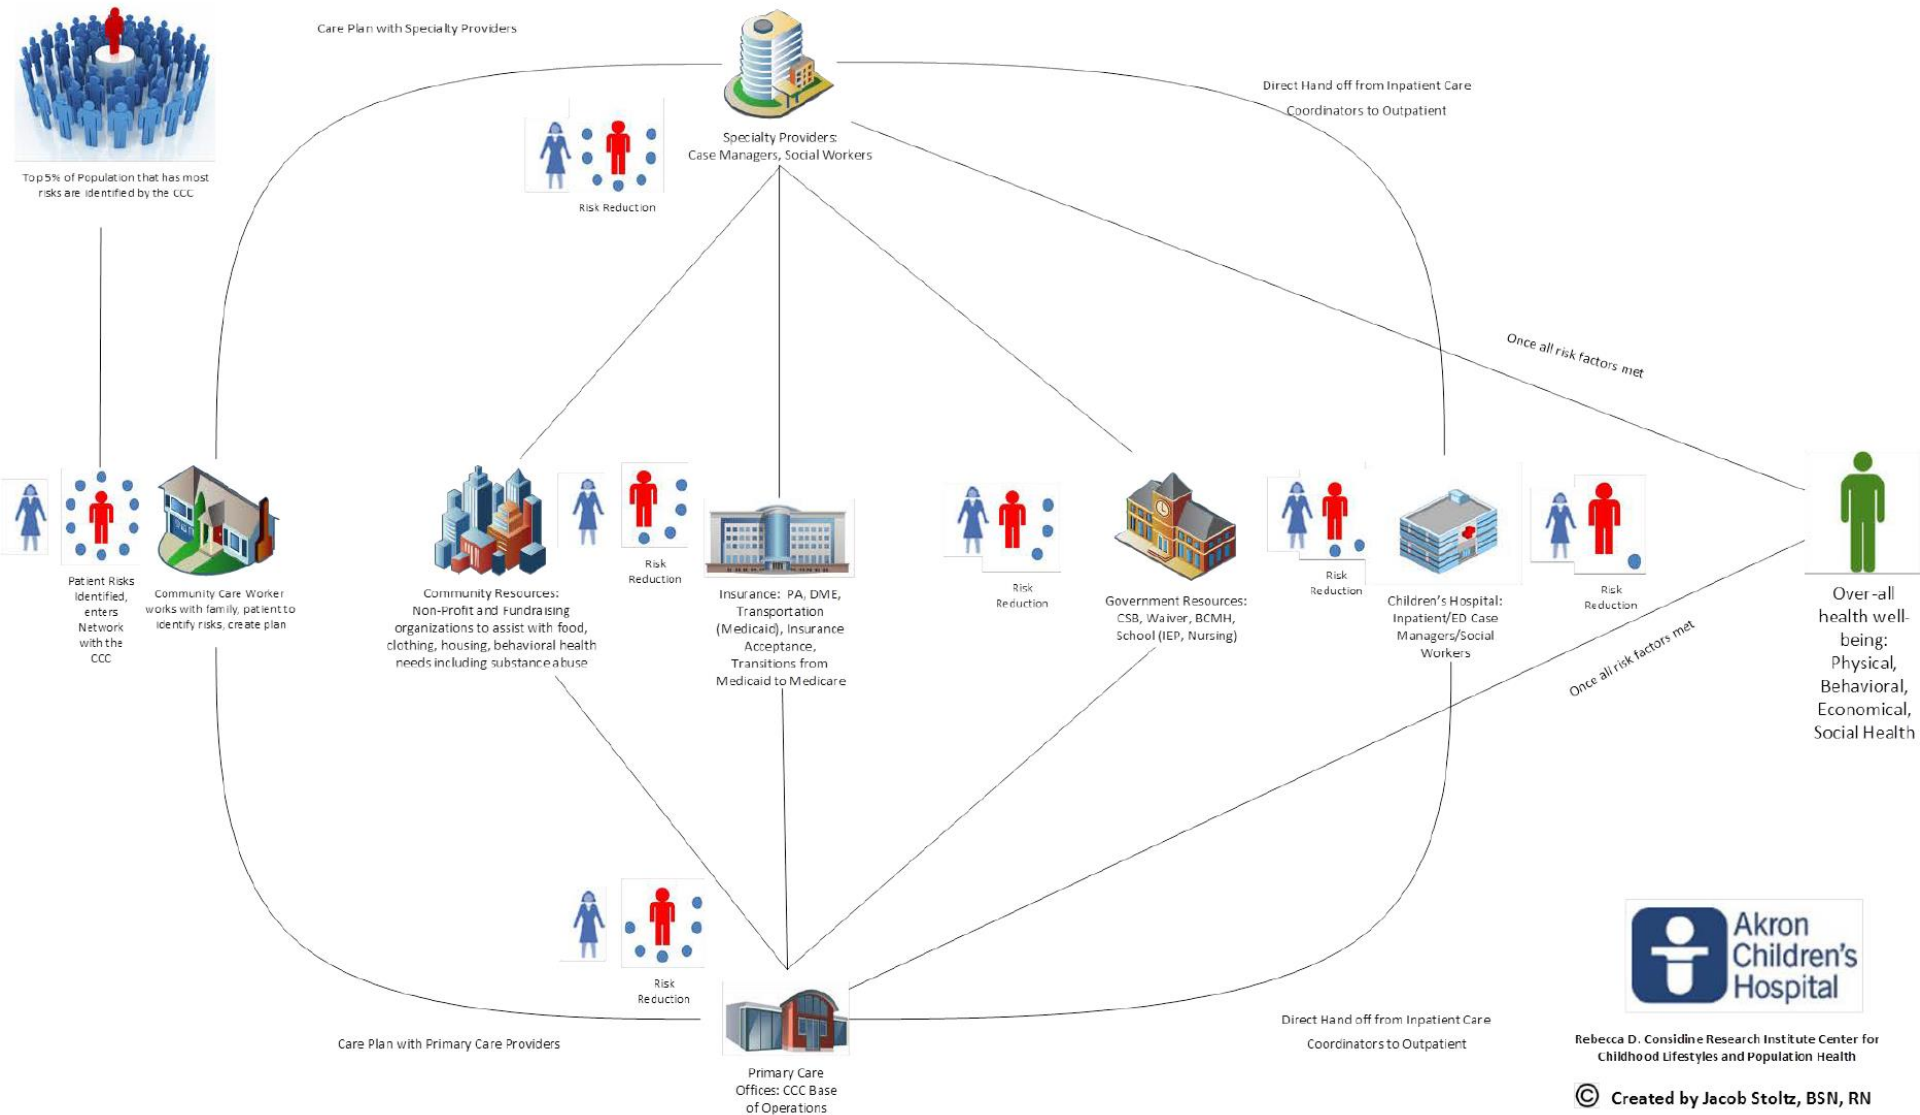 Care Plan with Specialty Providers
Direct Hand off from Inpatient Care
Coordinators to Outpatient
Specialty Providers:
Case Managers, Social Workers
Top 5% of Population that has most
risks are identified by the CCC
Risk Reduction
Once all risk factors met
Patient Risks
Identified,
enters
Network
with the
CCC
Community Care Worker
works with family, patient to
identify risks, create plan
Community Resources:
Non-Profit and Fundraising
organizations to assist with food,
clothing, housing, behavioral health
needs including substance abuse
Risk
Reduction
Insurance: PA, DME,
Transportation
(Medicaid), Insurance
Acceptance,
Transitions from
Medicaid to Medicare
Risk
Reduction
Government Resources:
CSB, Waiver, BCMH,
School (IEP, Nursing)
Risk
Reduction
Children's Hospital:
Inpatient/ED Case
Managers/Social
Workers
Risk
Reduction
Once all risk factors met
Over-all
health well-
being:
Physical,
Behavioral,
Economical,
Social Health
Risk
Reduction
Care Plan with Primary Care Providers
Primary Care
Offices: CCC Base
of Operations
Direct Hand off from Inpatient Care
Coordinators to Outpatient
Akron
Children's
Hospital
Rebecca D. Considine Research Institute Center for
Childhood Lifestyles and Population Health
© Created by Jacob Stoltz, BSN, RN